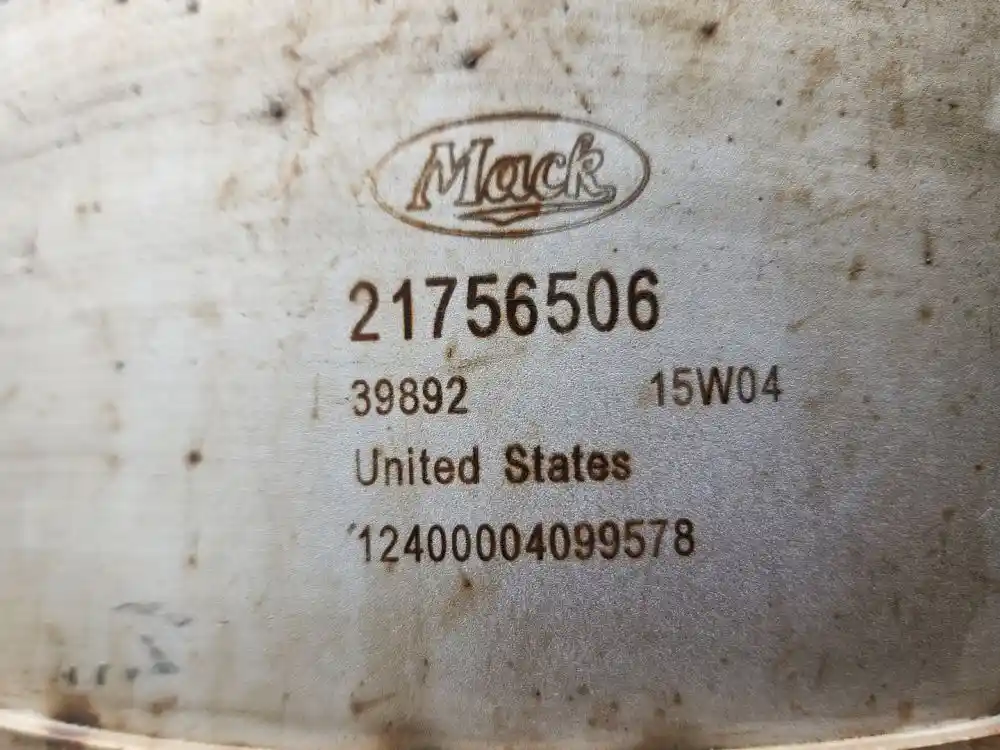 Mack
21756506
39892 15W04
United States
12400004099578